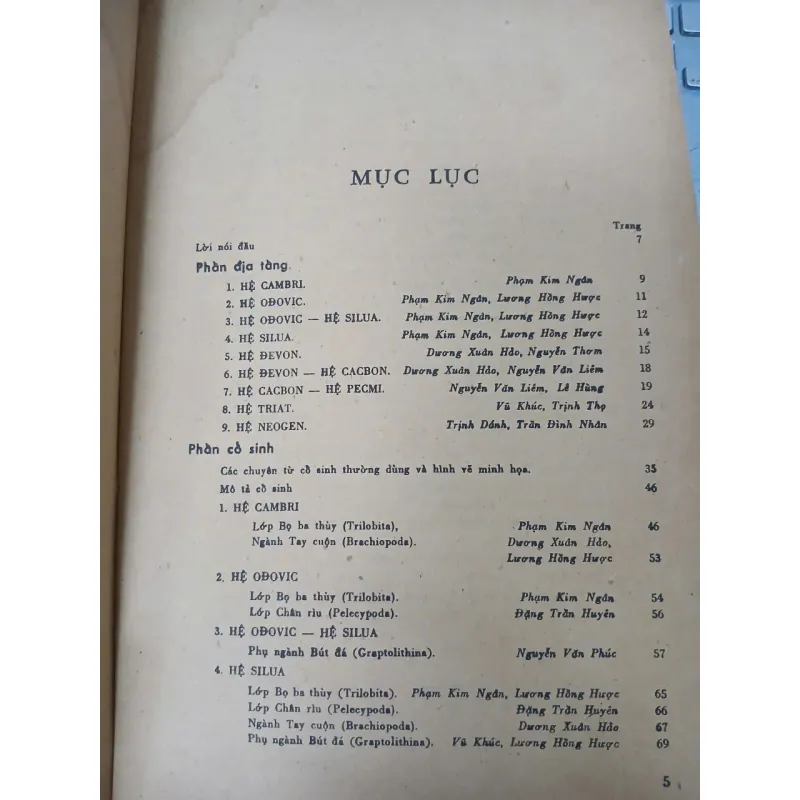 MỤC LỤC
Trang
Lời nói đầu 7
Phần địa tầng.
1. HỆ CAMBRI. Phạm Kim Ngân 9
2. HỆ OĐOVIC. Phạm Kim Ngân, Lương Hồng Hược 11
3. HỆ OĐOVIC — HỆ SILUA. Phạm Kim Ngân, Lương Hồng Hược 12
4. HỆ SILUA. Phạm Kim Ngân, Lương Hồng Hược 14
5. HỆ ĐEVON. Dương Xuân Hảo, Nguyễn Thơm 15
6. HỆ ĐEVON — HỆ CACBON. Dương Xuân Hảo, Nguyễn Văn Liêm 18
7. HỆ CACBON — HỆ PECMI. Nguyễn Văn Liêm, Lê Hùng 19
8. HỆ TRIAT. Vũ Khúc, Trịnh Thọ 24
9. HỆ NEOGEN. Trịnh Dánh, Trần Đình Nhân 29
Phần cổ sinh
Các chuyên từ cổ sinh thường dùng và hình vẽ minh họa. 35
Mô tả cổ sinh 46
1. HỆ CAMBRI
Lớp Bọ ba thùy (Trilobita), Phạm Kim Ngân 46
Ngành Tay cuộn (Brachiopoda). Dương Xuân Hảo,
Lương Hồng Hược 53
2. HỆ OĐOVIC
Lớp Bọ ba thùy (Trilobita). Phạm Kim Ngân 54
Lớp Chân rìu (Pelecypoda). Đặng Trần Huyên 56
3. HỆ OĐOVIC — HỆ SILUA
Phụ ngành Bút đá (Graptolithina). Nguyễn Văn Phúc 57
4. HỆ SILUA
Lớp Bọ ba thùy (Trilobita). Phạm Kim Ngân, Lương Hồng Hược 65
Lớp Chân rìu (Pelecypoda). Đặng Trần Huyên 66
Ngành Tay cuộn (Brachiopoda). Dương Xuân Hảo 67
Phụ ngành Bút đá (Graptolithina). Vũ Khúc, Lương Hồng Hược 69
5